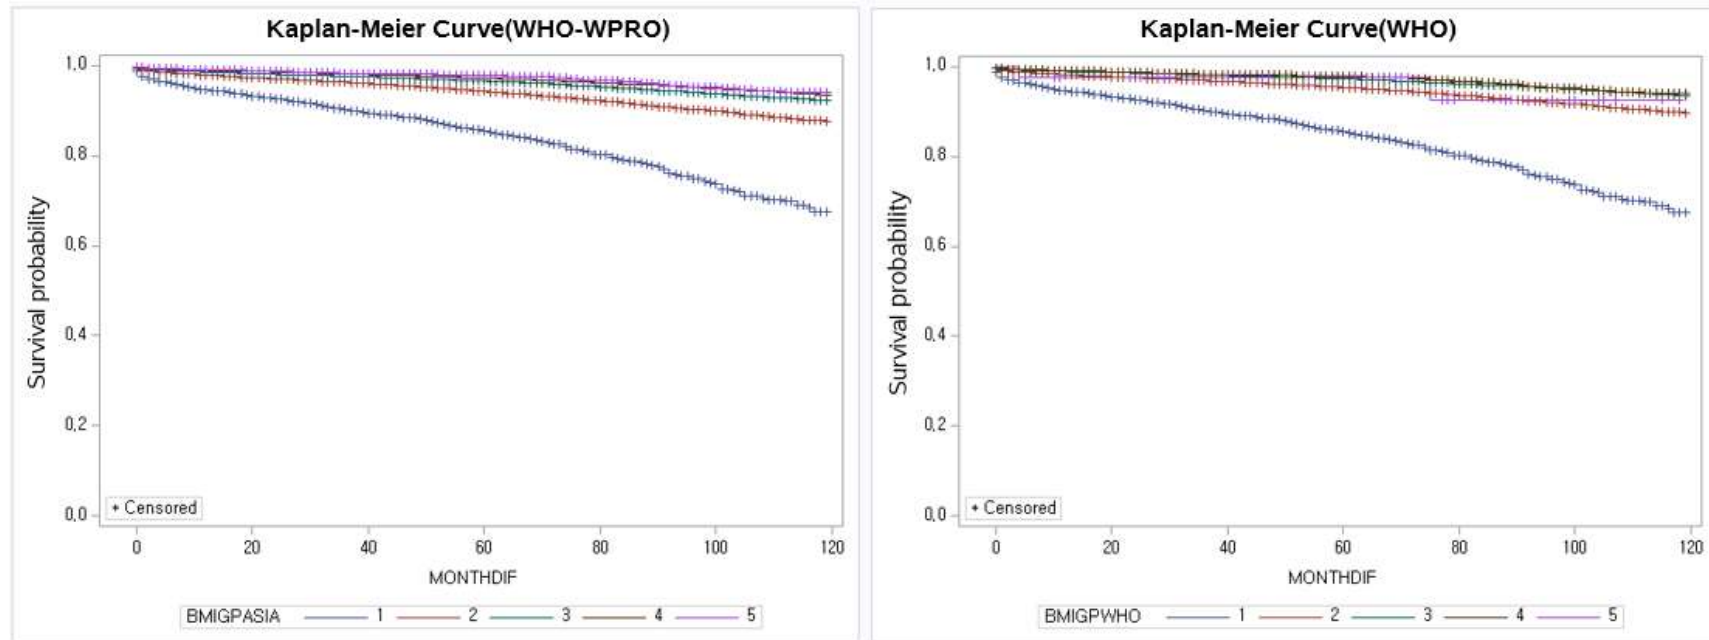 Kaplan-Meier Curve(WHO-WPRO)
Survival probability
1,0
0,8
0,6
0,4
0,2
0,0
+ Censored
0 20 40 60 80 100 120
MONTHDIF
BMIGPASIA 1 2 3 4 5
Kaplan-Meier Curve(WHO)
Survival probability
1,0
0,8
0,6
0,4
0,2
0,0
+ Censored
0 20 40 60 80 100 120
MONTHDIF
BMIGPWHO 1 2 3 4 5